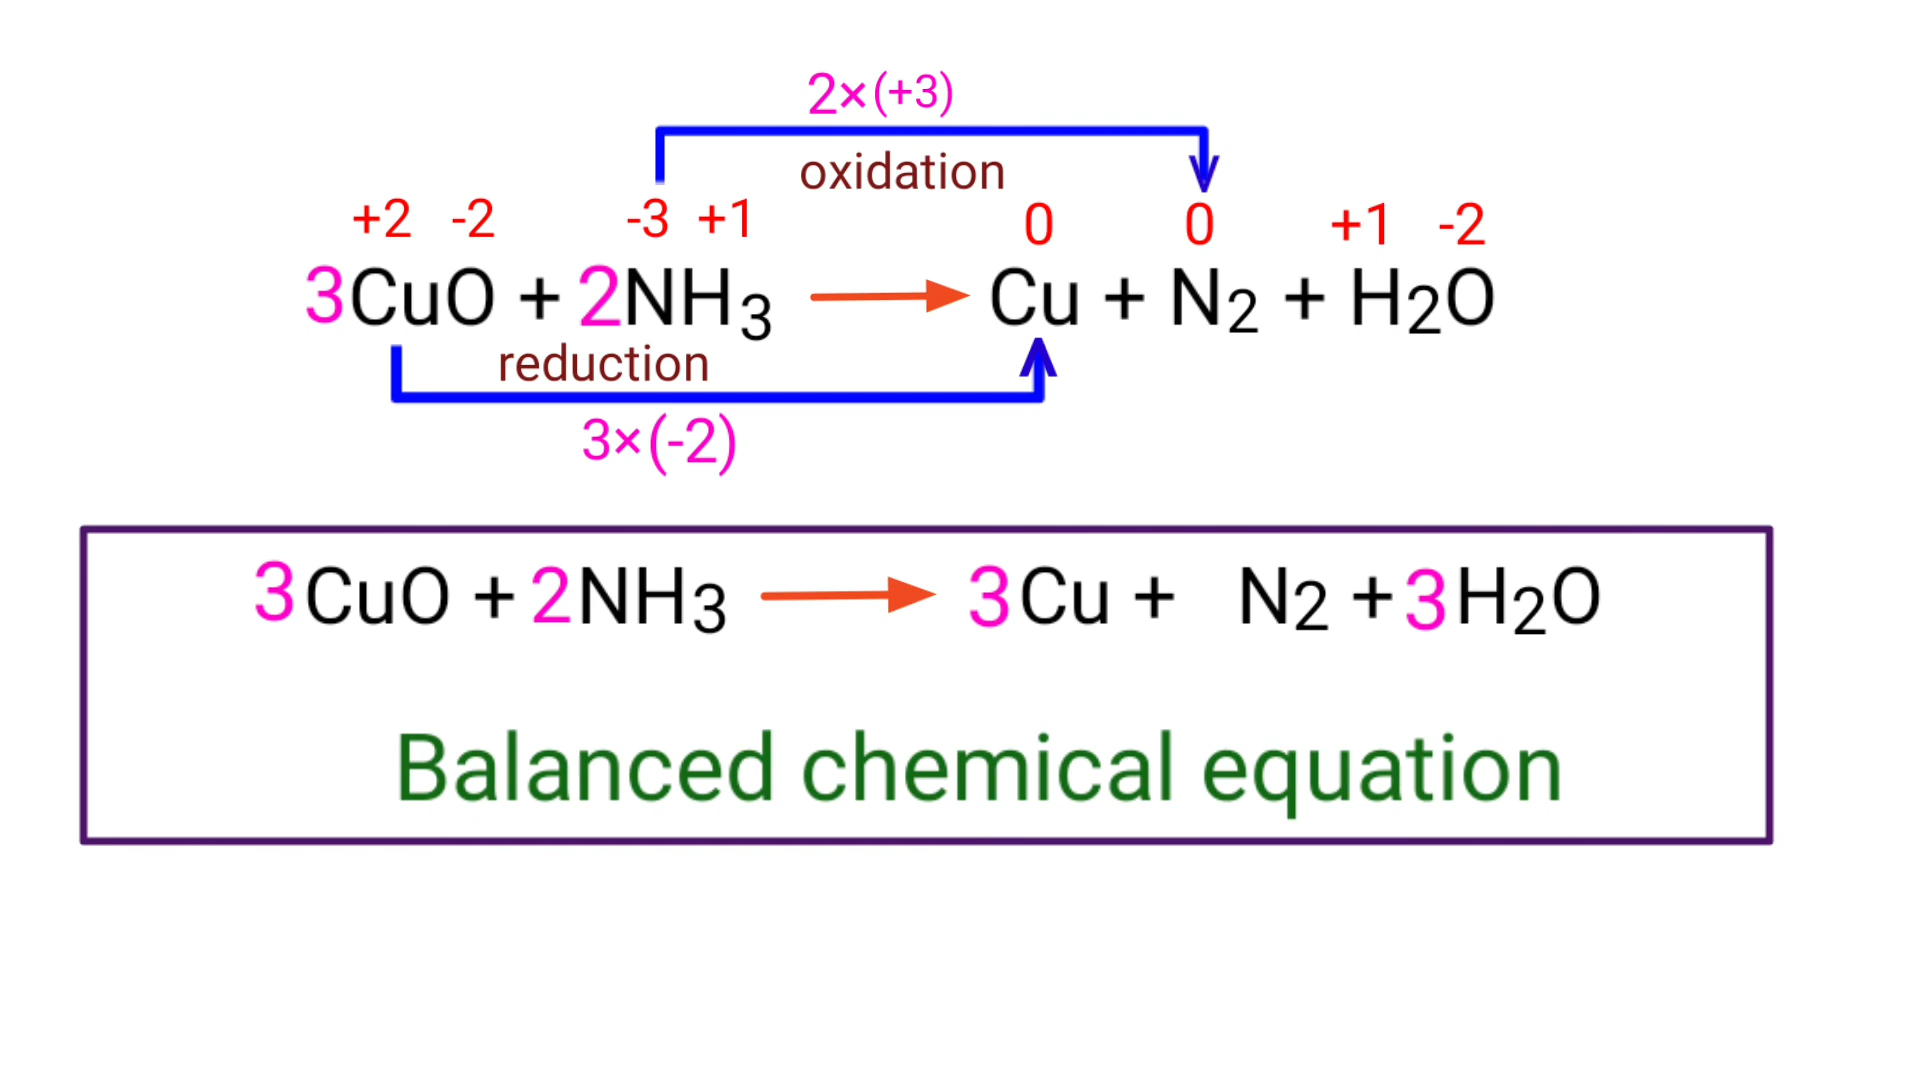 2×(+3)
oxidation
+2 -2 -3 +1 0 0 +1 -2
3CuO + 2NH3 → Cu + N2 + H2O
reduction
3×(-2)
3CuO + 2NH3 → 3Cu + N2 + 3H2O
Balanced chemical equation